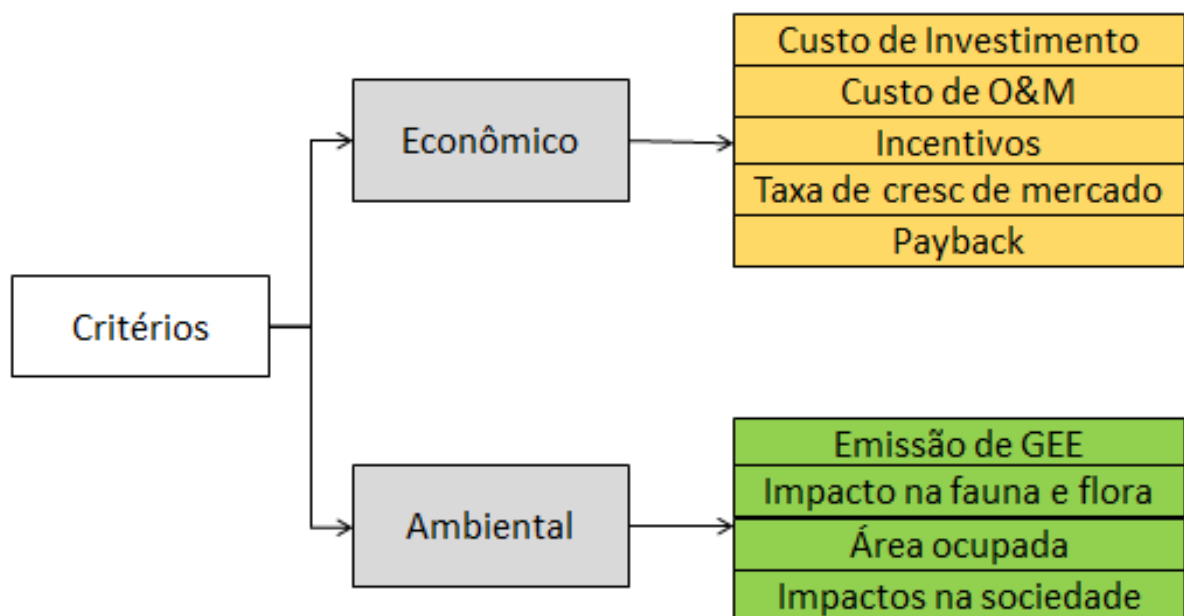 Critérios
Econômico
Custo de Investimento
Custo de O&M
Incentivos
Taxa de cresc de mercado
Payback
Ambiental
Emissão de GEE
Impacto na fauna e flora
Área ocupada
Impactos na sociedade